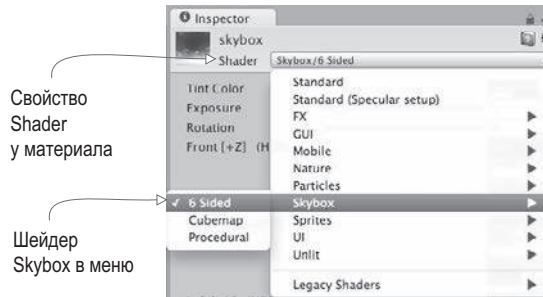 Inspector
skybox
Shader
Skybox/6 Sided
Свойство
Shader
у материала
Tint Color
Exposure
Rotation
Front [+Z] (H
Standard
Standard (Specular setup)
FX
GUI
Mobile
Nature
Particles
Skybox
Sprites
UI
Unlit
Legacy Shaders
✓ 6 Sided
Cubemap
Procedural
Шейдер
Skybox в меню